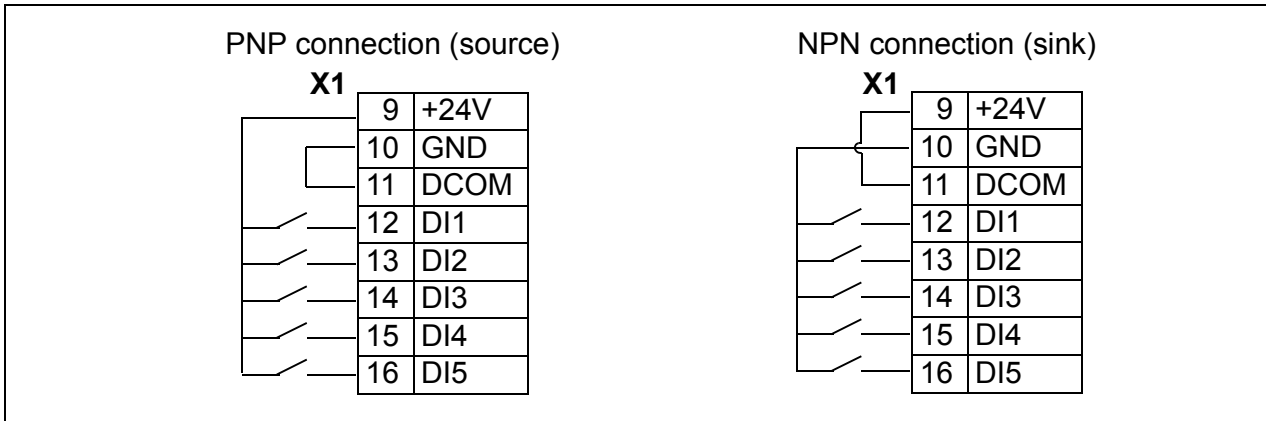 PNP connection (source)
X1
9 +24V
10 GND
11 DCOM
12 DI1
13 DI2
14 DI3
15 DI4
16 DI5
NPN connection (sink)
X1
9 +24V
10 GND
11 DCOM
12 DI1
13 DI2
14 DI3
15 DI4
16 DI5